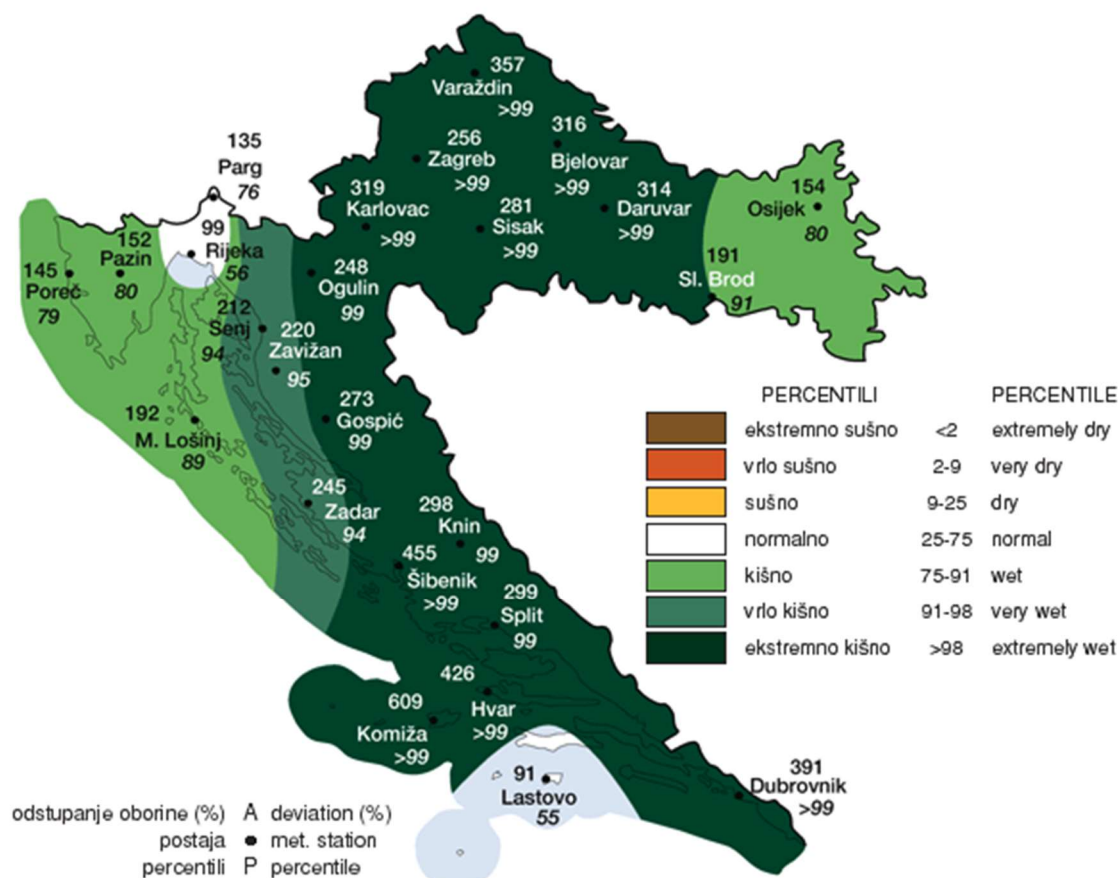 357
Varaždin
>99
256
Zagreb
>99
316
Bjelovar
>99
135
Parg
76
319
Karlovac
>99
281
Sisak
>99
314
Daruvar
>99
154
Osijek
80
152
Pazin
80
99
Rijeka
56
145
Poreč
79
248
Ogulin
99
191
Sl. Brod
91
212
Senj
94
220
Zavižan
95
273
Gospić
99
192
M. Lošinj
89
245
Zadar
94
298
Knin
99
455
Šibenik
>99
299
Split
99
426
Hvar
>99
609
Komiža
>99
91
Lastovo
55
391
Dubrovnik
>99
PERCENTILI PERCENTILE
ekstremno sušno <2 extremely dry
vrlo sušno 2-9 very dry
sušno 9-25 dry
normalno 25-75 normal
kišno 75-91 wet
vrlo kišno 91-98 very wet
ekstremno kišno >98 extremely wet
odstupanje oborine (%) A deviation (%)
postaja met. station
percentili P percentile